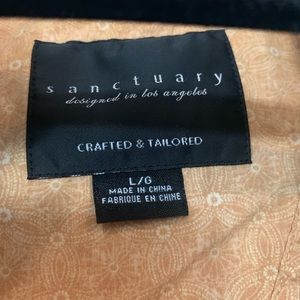 sanctuary
designed in los angeles
CRAFTED & TAILORED
L/G
MADE IN CHINA
FABRIQUE EN CHINE